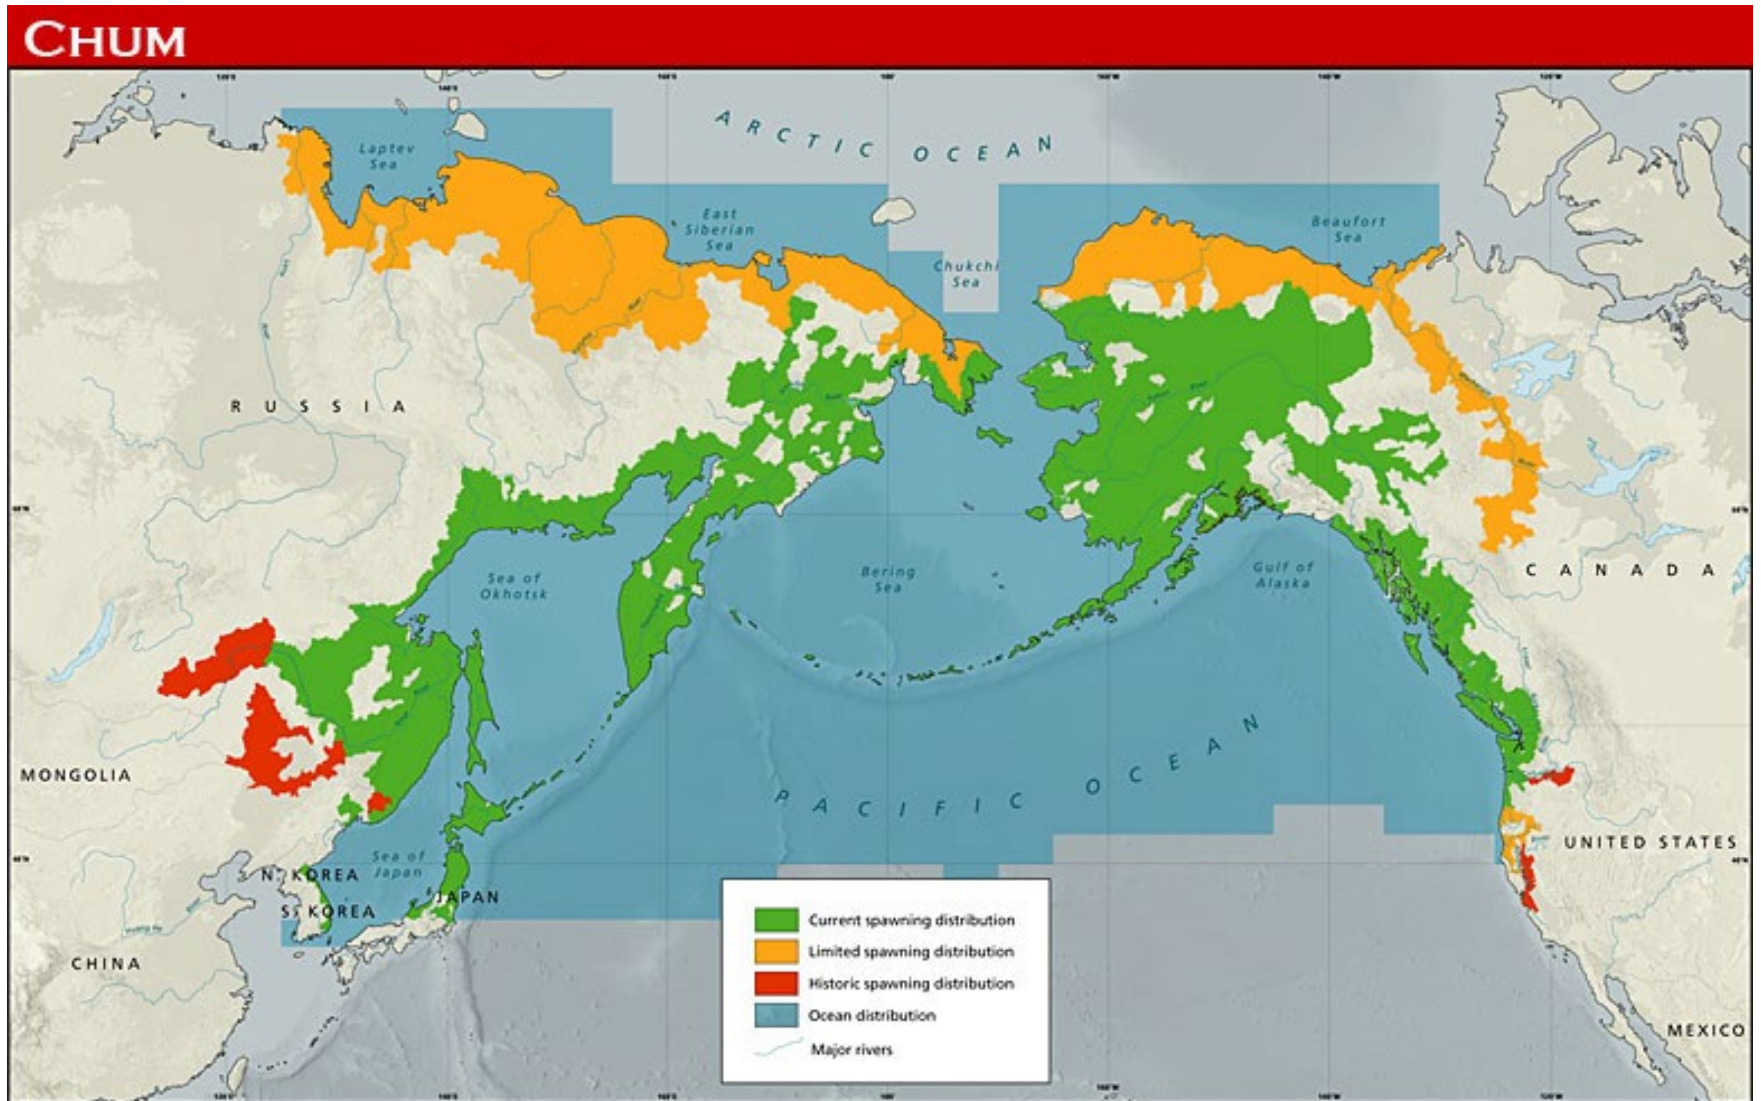 CHUM
ARCTIC OCEAN
Laptev
Sea
East
Siberian
Sea
Beaufort
Sea
Chukchi
Sea
RUSSIA
Sea of
Okhotsk
Bering
Sea
Gulf of
Alaska
CANADA
MONGOLIA
PACIFIC OCEAN
UNITED STATES
Sea of
Japan
N. KOREA
JAPAN
S. KOREA
CHINA
MEXICO
Current spawning distribution
Limited spawning distribution
Historic spawning distribution
Ocean distribution
Major rivers